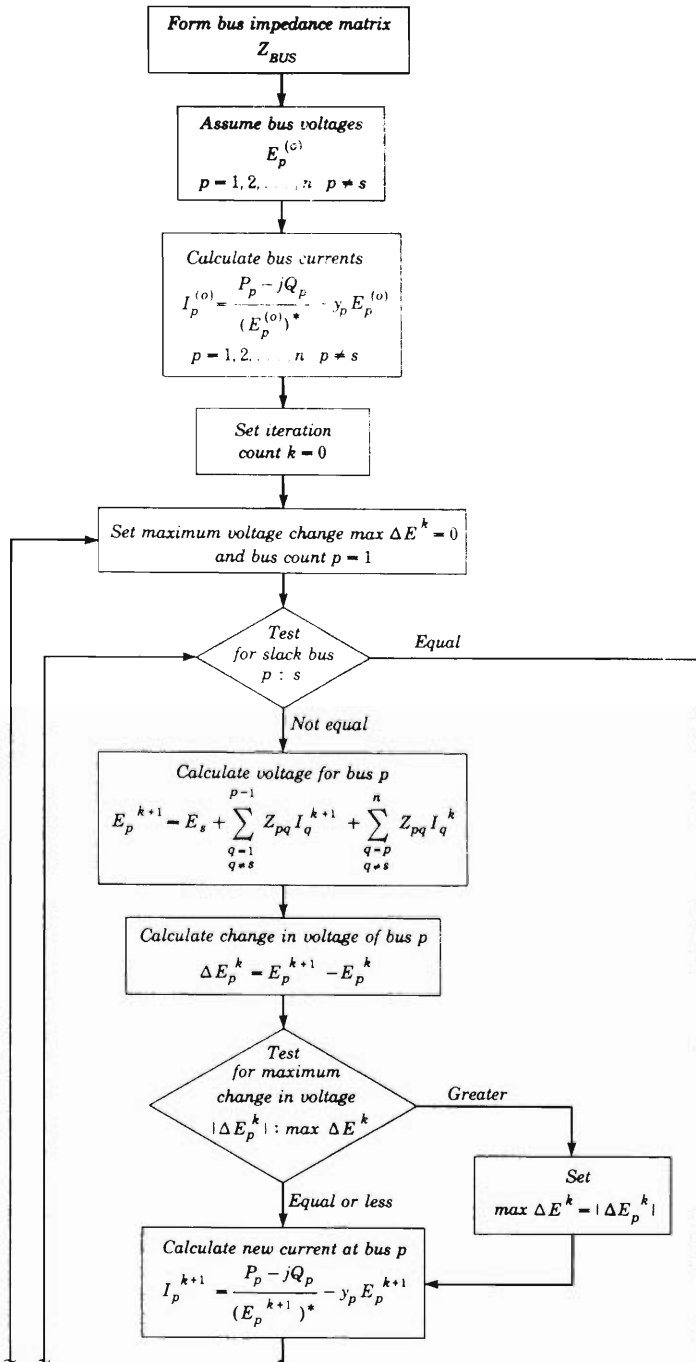 Form bus impedance matrix
Z_BUS
Assume bus voltages
E_p^(o)
p = 1, 2, . . . , n   p ≠ s
Calculate bus currents
I_p^(o) = (P_p − jQ_p) / (E_p^(o))* − y_p E_p^(o)
p = 1, 2, . . . , n   p ≠ s
Set iteration
count k = 0
Set maximum voltage change max ΔE^k = 0
and bus count p = 1
Test
for slack bus
p : s
Equal
Not equal
Calculate voltage for bus p
E_p^k+1 = E_s + ∑_{q=1, q≠s}^{p−1} Z_pq I_q^k+1 + ∑_{q=p, q≠s}^{n} Z_pq I_q^k
Calculate change in voltage of bus p
ΔE_p^k = E_p^k+1 − E_p^k
Test
for maximum
change in voltage
|ΔE_p^k| : max ΔE^k
Greater
Set
max ΔE^k = |ΔE_p^k|
Equal or less
Calculate new current at bus p
I_p^k+1 = (P_p − jQ_p) / (E_p^k+1)* − y_p E_p^k+1